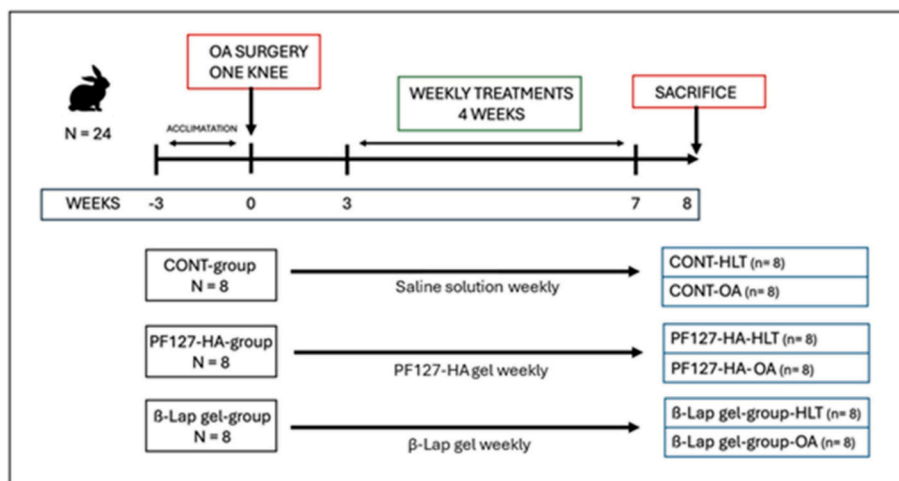 OA SURGERY
ONE KNEE
WEEKLY TREATMENTS
4 WEEKS
SACRIFICE
N = 24
ACCLIMATATION
WEEKS -3 0 3 7 8
CONT-group
N = 8
Saline solution weekly
CONT-HLT (n= 8)
CONT-OA (n= 8)
PF127-HA-group
N = 8
PF127-HA gel weekly
PF127-HA-HLT (n= 8)
PF127-HA-OA (n= 8)
ß-Lap gel-group
N = 8
β-Lap gel weekly
ß-Lap gel-group-HLT (n= 8)
ß-Lap gel-group-OA (n= 8)